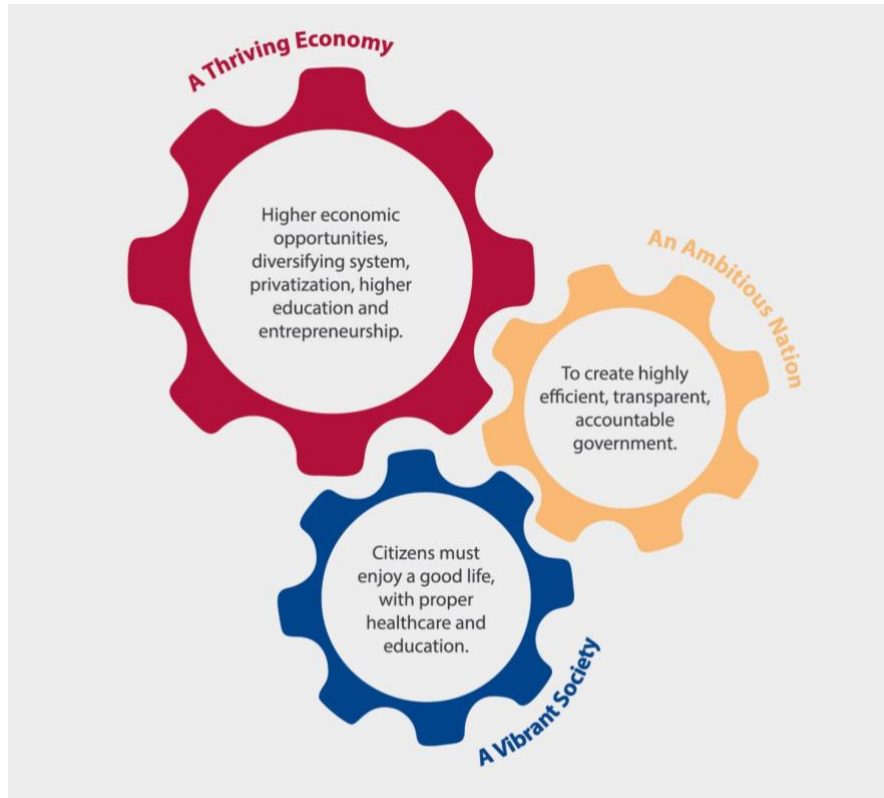 A Thriving Economy
Higher economic
opportunities,
diversifying system,
privatization, higher
education and
entrepreneurship.
An Ambitious Nation
To create highly
efficient, transparent,
accountable
government.
Citizens must
enjoy a good life,
with proper
healthcare and
education.
A Vibrant Society